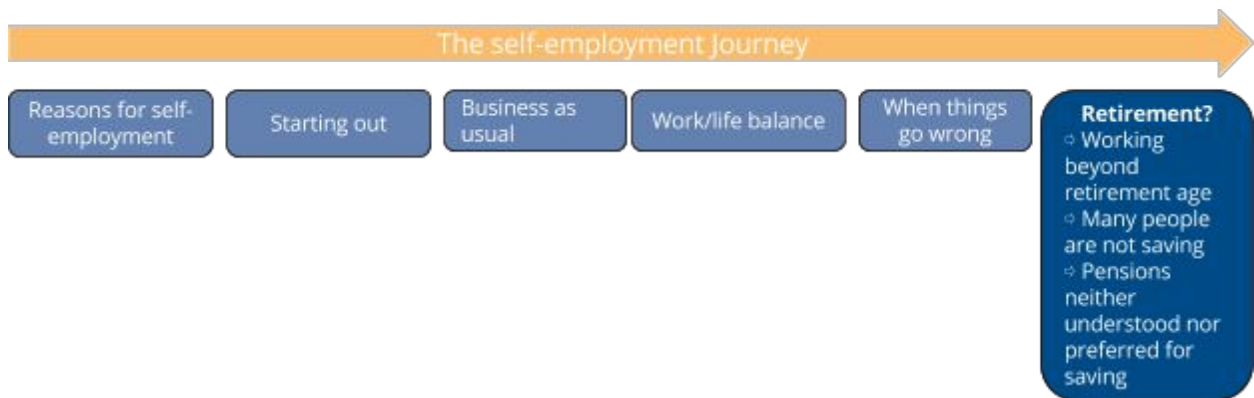 The self-employment Journey
Reasons for self-
employment
Starting out
Business as
usual
Work/life balance
When things
go wrong
Retirement?
⇨ Working
beyond
retirement age
⇨ Many people
are not saving
⇨ Pensions
neither
understood nor
preferred for
saving